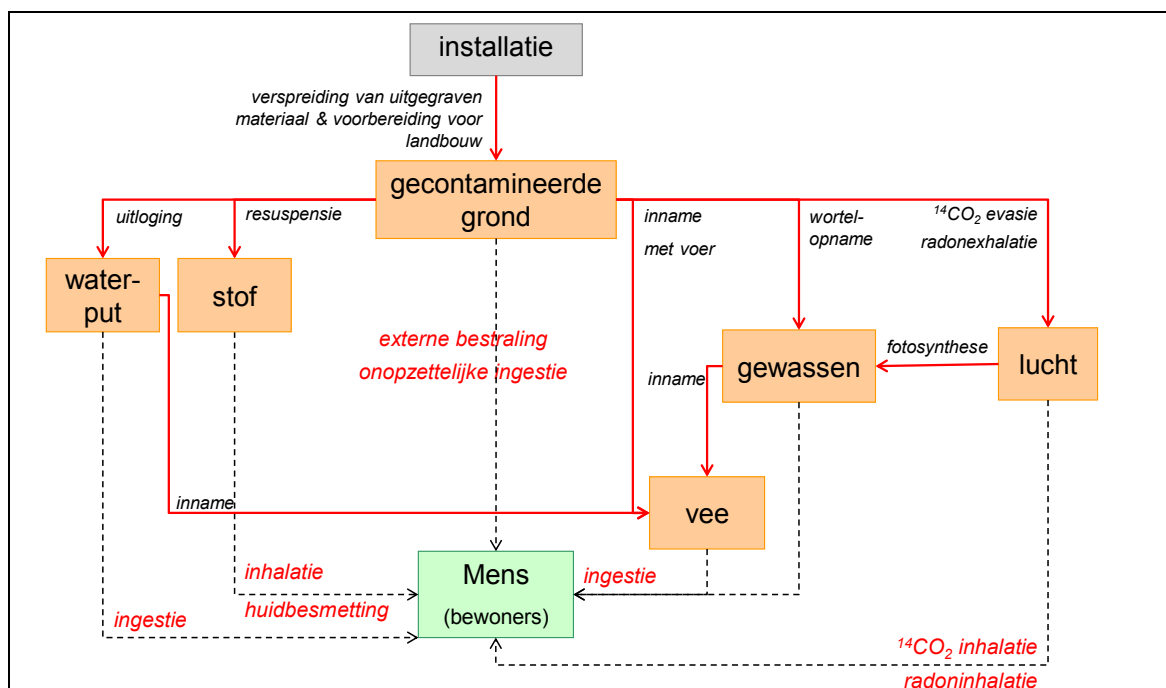 installatie
verspreiding van uitgegraven
materiaal & voorbereiding voor
landbouw
gecontamineerde
grond
uitloging
resuspensie
inname
met voer
wortel-
opname
¹⁴CO₂ evasie
radonexhalatie
water-
put
stof
externe bestraling
onopzettelijke ingestie
gewassen
fotosynthese
lucht
inname
inname
vee
Mens
(bewoners)
inhalatie
huidbesmetting
ingestie
ingestie
¹⁴CO₂ inhalatie
radoninhalatie